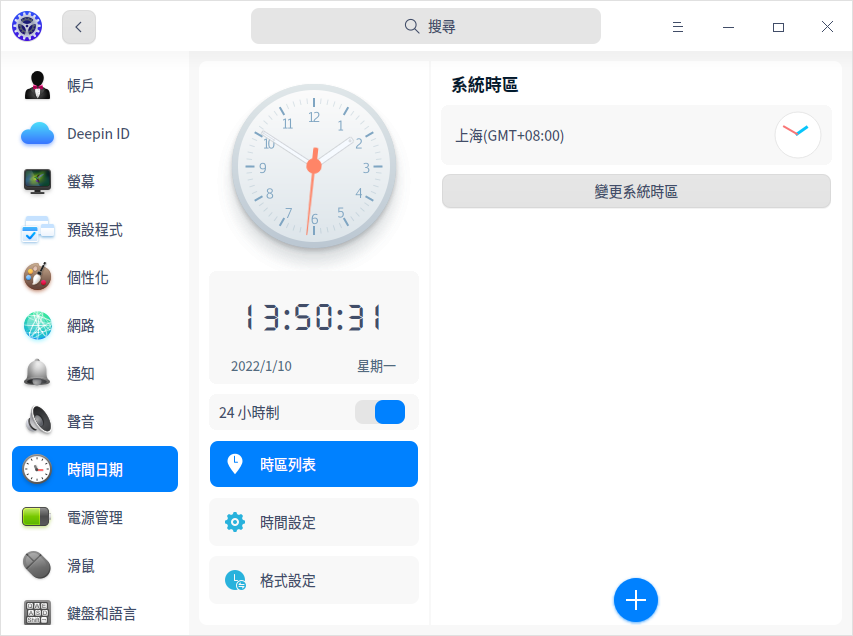 搜尋
帳戶
Deepin ID
螢幕
預設程式
個性化
網路
通知
聲音
時間日期
電源管理
滑鼠
鍵盤和語言
12
1
2
3
4
5
6
7
8
9
10
11
13:50:31
2022/1/10 星期一
24 小時制
時區列表
時間設定
格式設定
系統時區
上海(GMT+08:00)
變更系統時區